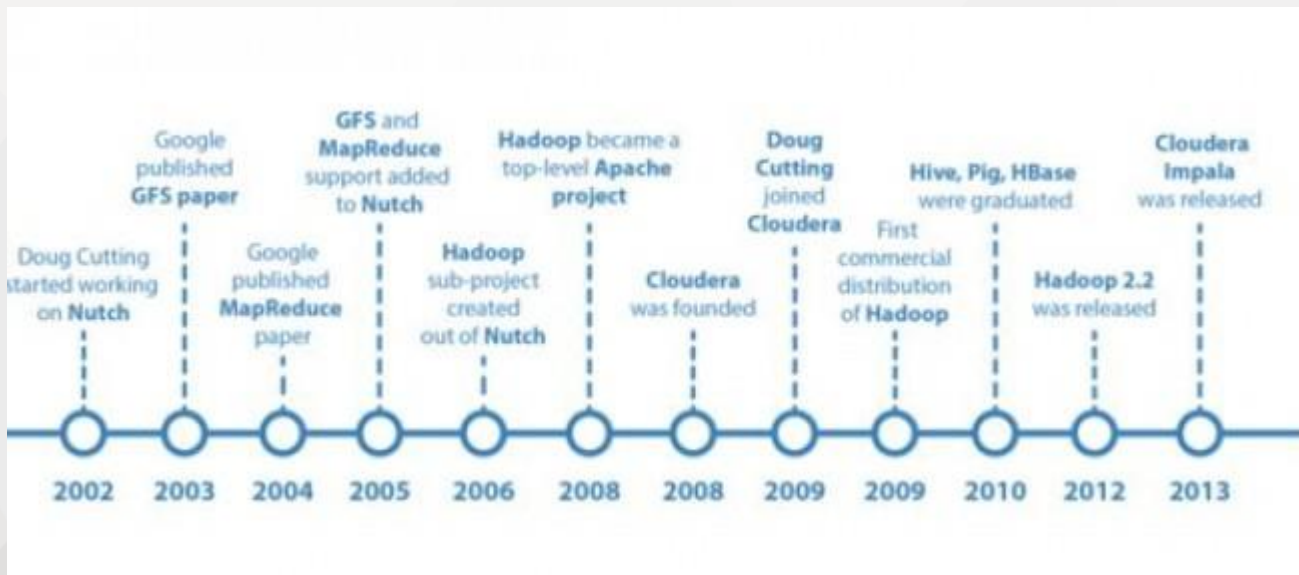 Doug Cutting
started working
on Nutch
Google
published
GFS paper
Google
published
MapReduce
paper
GFS and
MapReduce
support added
to Nutch
Hadoop
sub-project
created
out of Nutch
Hadoop became a
top-level Apache
project
Cloudera
was founded
Doug
Cutting
joined
Cloudera
First
commercial
distribution
of Hadoop
Hive, Pig, HBase
were graduated
Hadoop 2.2
was released
Cloudera
Impala
was released
2002 2003 2004 2005 2006 2008 2008 2009 2009 2010 2012 2013